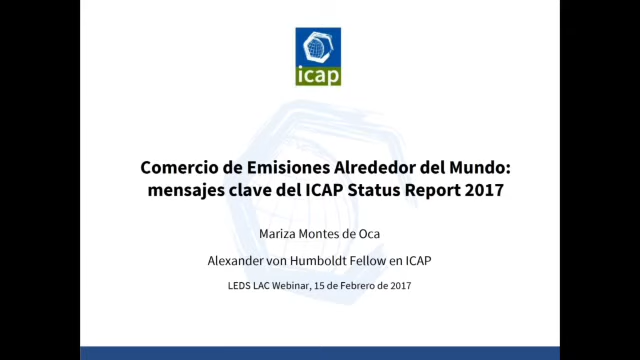 icap
Comercio de Emisiones Alrededor del Mundo:
mensajes clave del ICAP Status Report 2017
Mariza Montes de Oca
Alexander von Humboldt Fellow en ICAP
LEDS LAC Webinar, 15 de Febrero de 2017